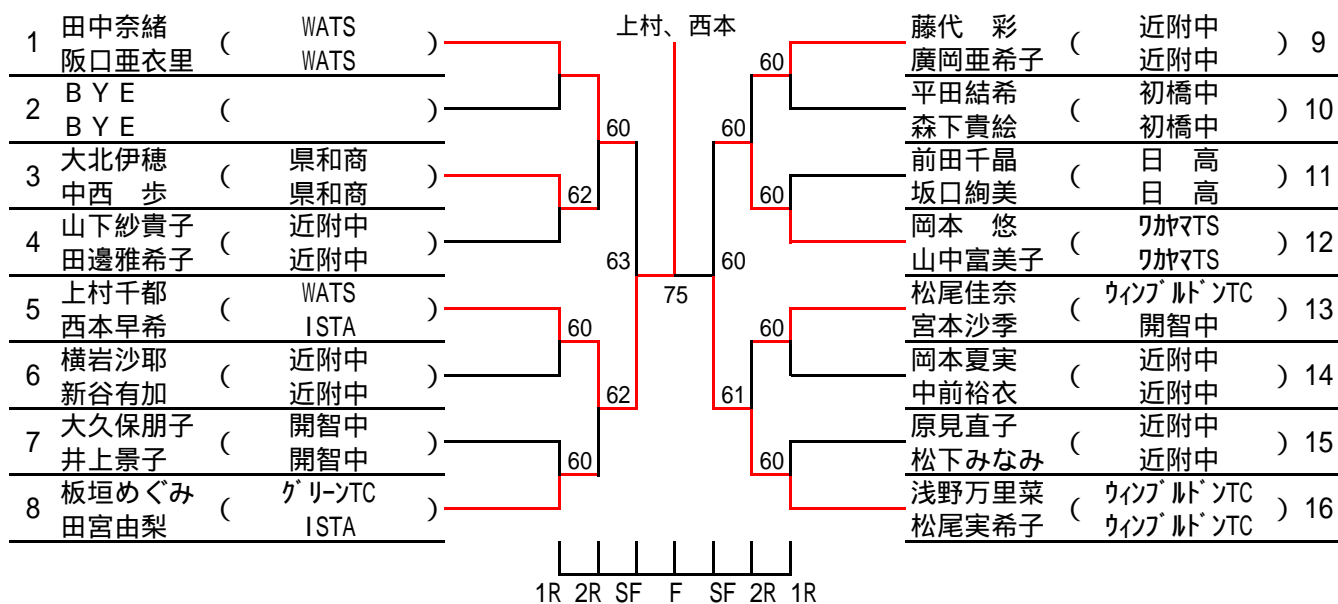 上村、西本
1 田中奈緒 ( WATS )
阪口亜衣里 WATS
2 ＢＹＥ ( )
ＢＹＥ
60
3 大北伊穂 ( 県和商 )
中西　歩 県和商
62
4 山下紗貴子 ( 近附中 )
田邊雅希子 近附中
63
5 上村千都 ( WATS )
西本早希 ISTA
60
6 横岩沙耶 ( 近附中 )
新谷有加 近附中
62
7 大久保朋子 ( 開智中 )
井上景子 開智中
60
8 板垣めぐみ ( ｸﾞﾘｰﾝTC )
田宮由梨 ISTA
75
藤代　彩 ( 近附中 ) 9
廣岡亜希子 近附中
60
平田結希 ( 初橋中 ) 10
森下貴絵 初橋中
60
前田千晶 ( 日　高 ) 11
坂口絢美 日　高
60
岡本　悠 ( ﾜｶﾔﾏTS ) 12
山中富美子 ﾜｶﾔﾏTS
60
松尾佳奈 ( ｳｨﾝﾌﾞﾙﾄﾞﾝTC ) 13
宮本沙季 開智中
60
岡本夏実 ( 近附中 ) 14
中前裕衣 近附中
61
原見直子 ( 近附中 ) 15
松下みなみ 近附中
60
浅野万里菜 ( ｳｨﾝﾌﾞﾙﾄﾞﾝTC ) 16
松尾実希子 ｳｨﾝﾌﾞﾙﾄﾞﾝTC
1R 2R SF F SF 2R 1R